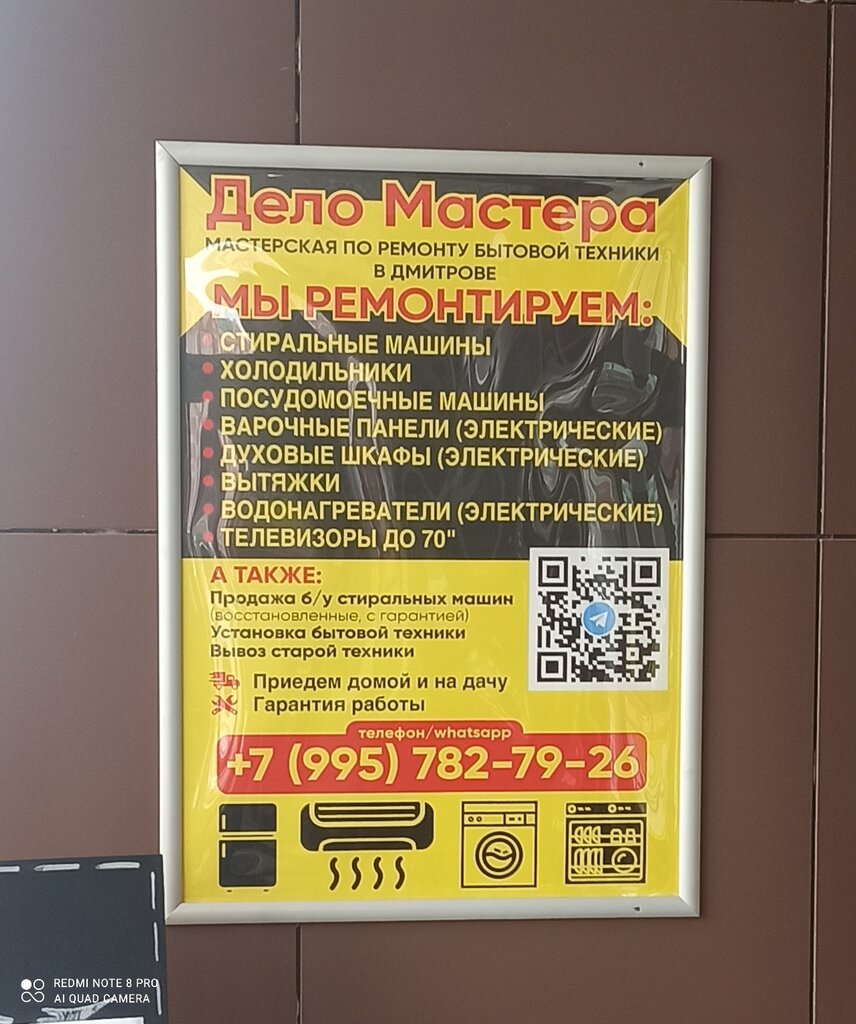 Дело Мастера
МАСТЕРСКАЯ ПО РЕМОНТУ БЫТОВОЙ ТЕХНИКИ
В ДМИТРОВЕ
МЫ РЕМОНТИРУЕМ:
• СТИРАЛЬНЫЕ МАШИНЫ
• ХОЛОДИЛЬНИКИ
• ПОСУДОМОЕЧНЫЕ МАШИНЫ
• ВАРОЧНЫЕ ПАНЕЛИ (ЭЛЕКТРИЧЕСКИЕ)
• ДУХОВЫЕ ШКАФЫ (ЭЛЕКТРИЧЕСКИЕ)
• ВЫТЯЖКИ
• ВОДОНАГРЕВАТЕЛИ (ЭЛЕКТРИЧЕСКИЕ)
• ТЕЛЕВИЗОРЫ ДО 70"
А ТАКЖЕ:
Продажа б/у стиральных машин
(восстановленные, с гарантией)
Установка бытовой техники
Вывоз старой техники
Приедем домой и на дачу
Гарантия работы
телефон/whatsapp
+7 (995) 782-79-26
REDMI NOTE 8 PRO
AI QUAD CAMERA